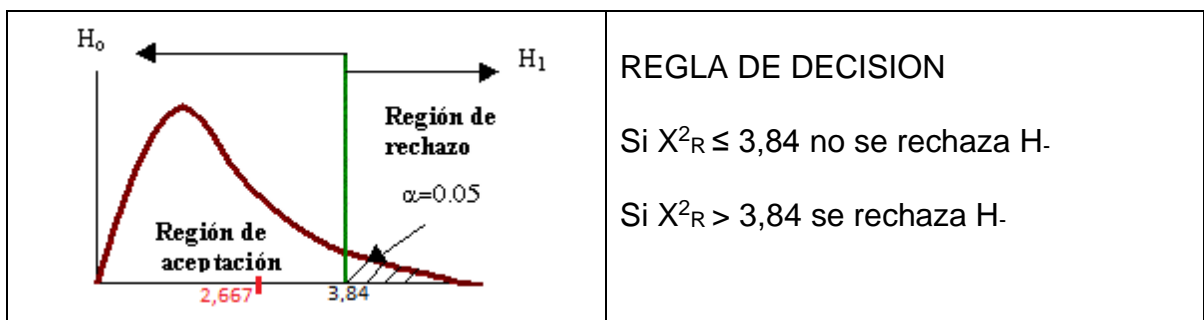 Ho
H1
Región de
rechazo
α=0.05
Región de
aceptación
2,667
3,84
REGLA DE DECISION
Si X²R ≤ 3,84 no se rechaza H-
Si X²R > 3,84 se rechaza H-